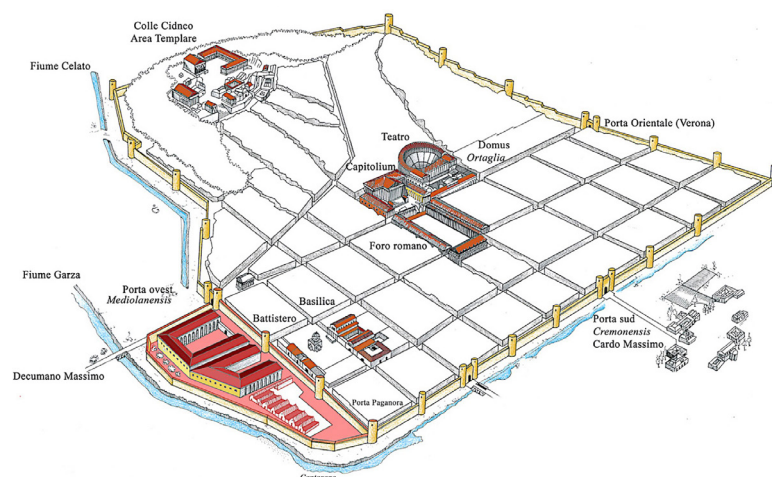 Colle Cidneo
Area Templare
Fiume Celato
Teatro
Domus
Ortaglia
Porta Orientale (Verona)
Capitolium
Foro romano
Fiume Garza
Porta ovest
Mediolanensis
Basilica
Battistero
Porta sud
Cremonensis
Cardo Massimo
Decumano Massimo
Porta Paganora